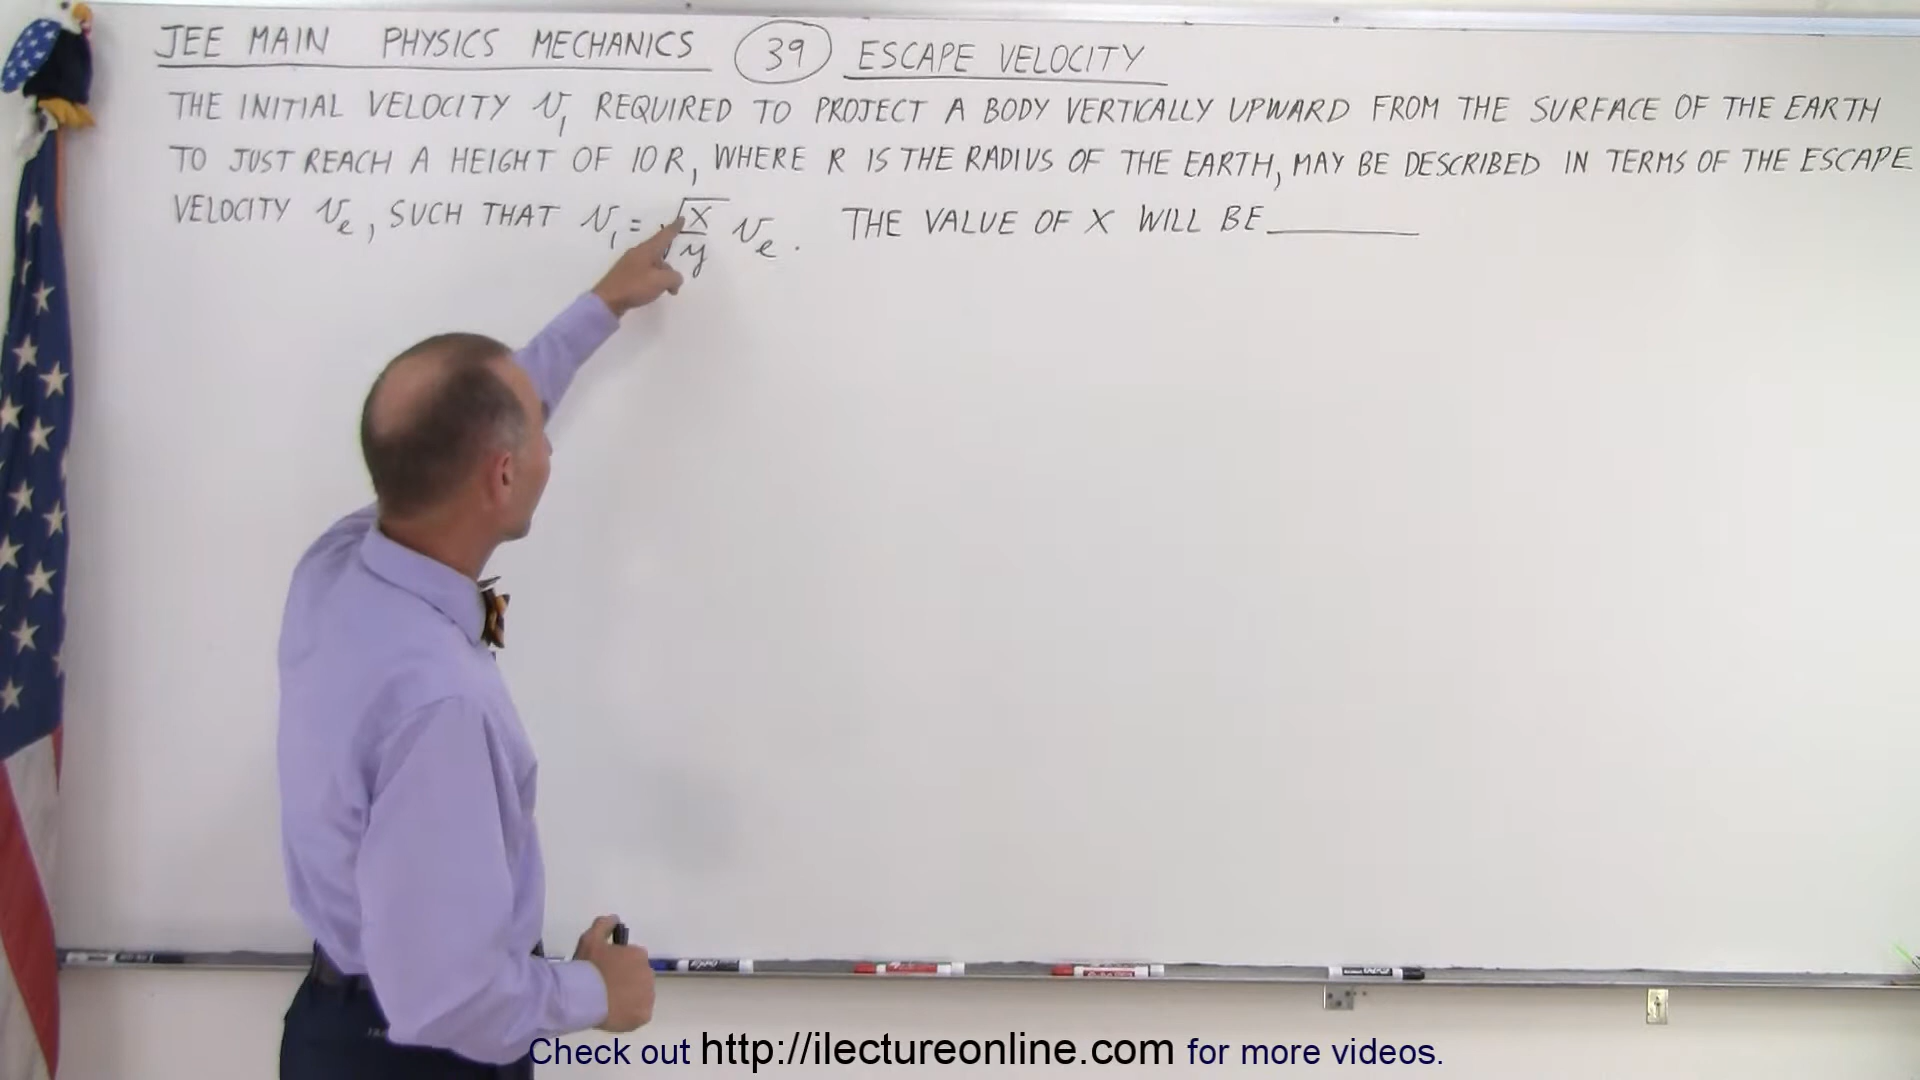 JEE MAIN PHYSICS MECHANICS 39 ESCAPE VELOCITY
THE INITIAL VELOCITY v₁ REQUIRED TO PROJECT A BODY VERTICALLY UPWARD FROM THE SURFACE OF THE EARTH
TO JUST REACH A HEIGHT OF 10 R, WHERE R IS THE RADIUS OF THE EARTH, MAY BE DESCRIBED IN TERMS OF THE ESCAPE
VELOCITY vₑ, SUCH THAT v₁ = √(x/y) vₑ. THE VALUE OF X WILL BE ________
Check out http://ilectureonline.com for more videos.